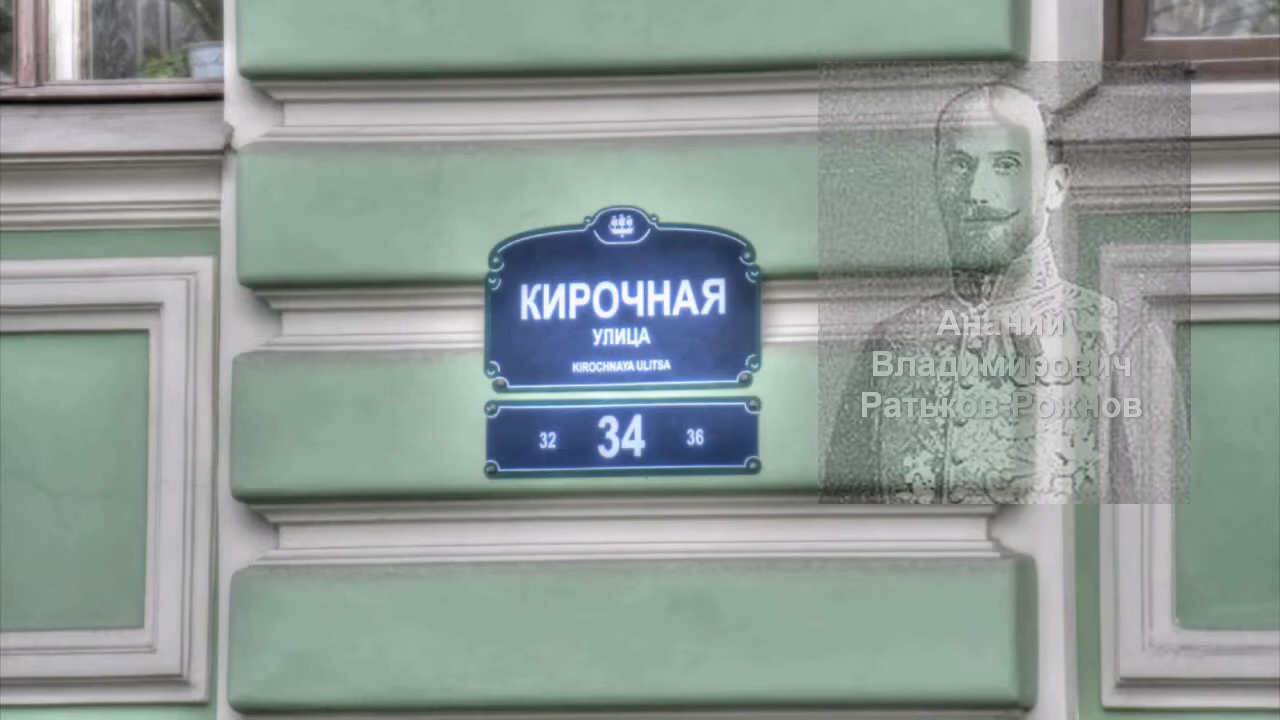 КИРОЧНАЯ
УЛИЦА
KIROCHNAYA ULITSA
32 34 36
Ананий
Владимирович
Ратьков-Рожнов